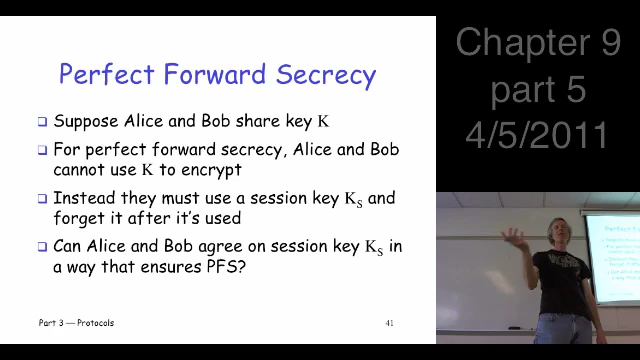 Perfect Forward Secrecy
Suppose Alice and Bob share key K
For perfect forward secrecy, Alice and Bob
cannot use K to encrypt
Instead they must use a session key KS and
forget it after it's used
Can Alice and Bob agree on session key KS in
a way that ensures PFS?
Part 3 — Protocols
41
Chapter 9
part 5
4/5/2011